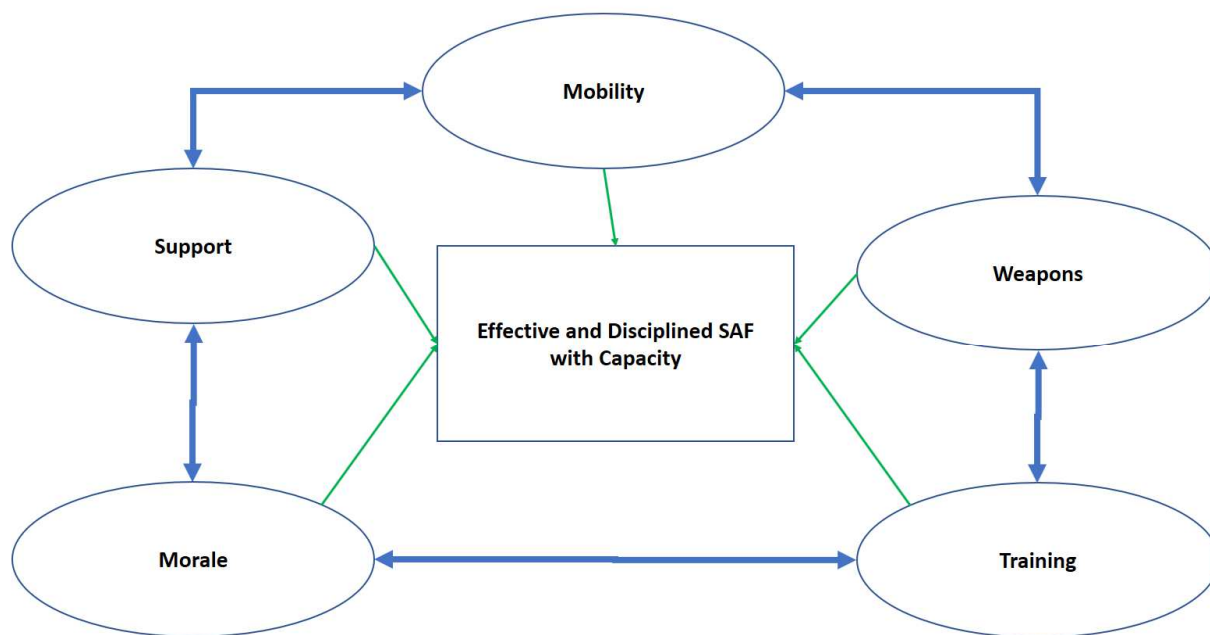 Mobility
Support
Weapons
Effective and Disciplined SAF
with Capacity
Morale
Training